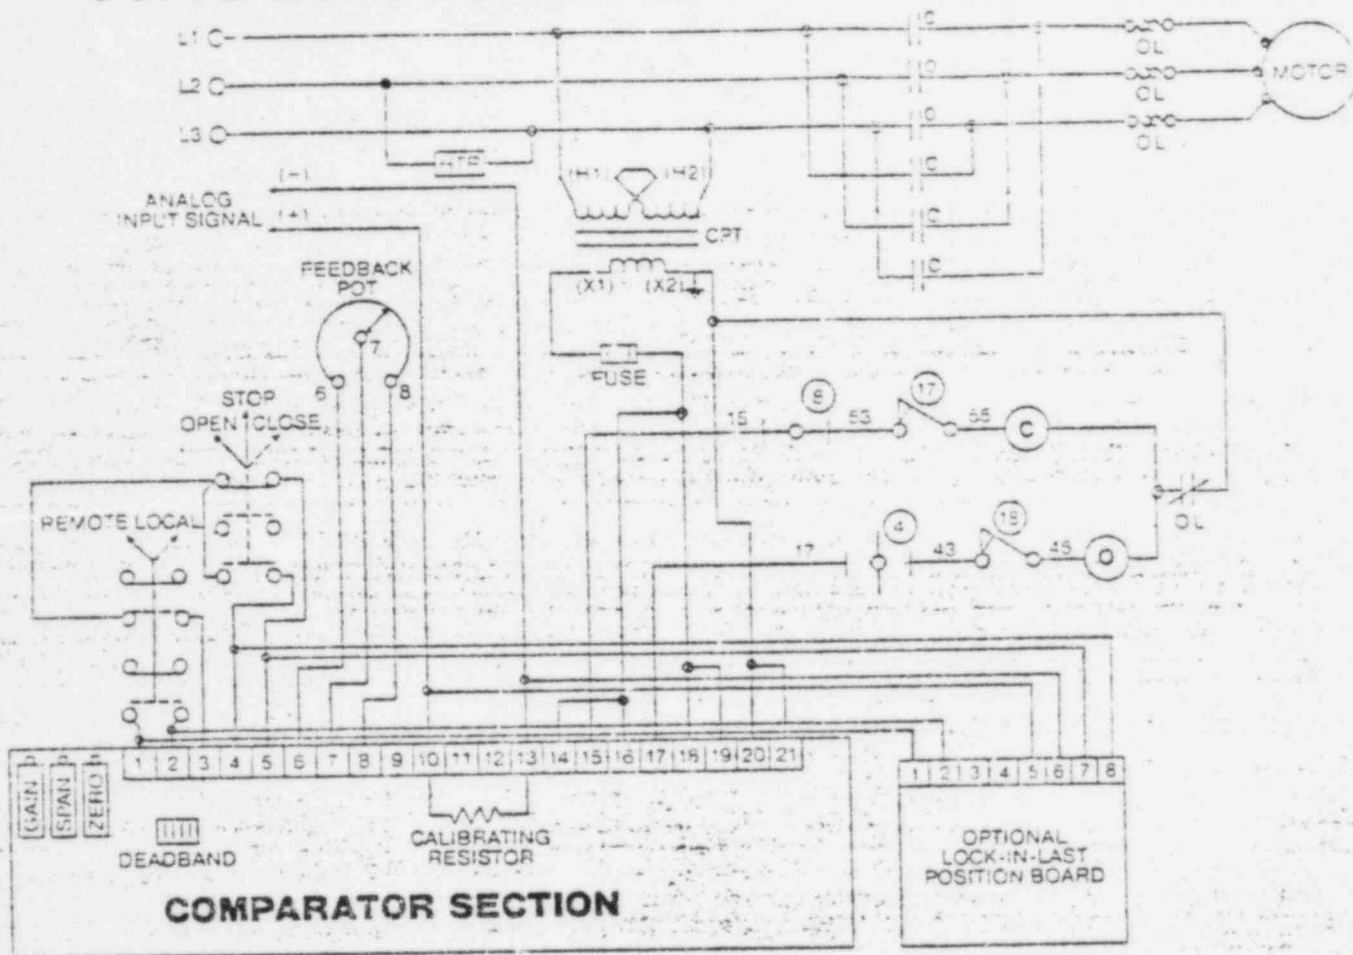 L1
C
OL
L2
O
MOTOR
OL
L3
O
OL
HTR
(-)
(H1) (H2)
C
ANALOG
INPUT SIGNAL
(+)
C
CPT
FEEDBACK
POT
(X1) (X2)
C
7
FUSE
6
8
STOP
OPEN CLOSE
15
8
53
17
55
C
REMOTE LOCAL
OL
17
4
43
18
45
O
1 2 3 4 5 6 7 8 9 10 11 12 13 14 15 16 17 18 19 20 21
1 2 3 4 5 6 7 8
GAIN
SPAN
ZERO
DEADBAND
CALIBRATING
RESISTOR
OPTIONAL
LOCK-IN-LAST
POSITION BOARD
COMPARATOR SECTION